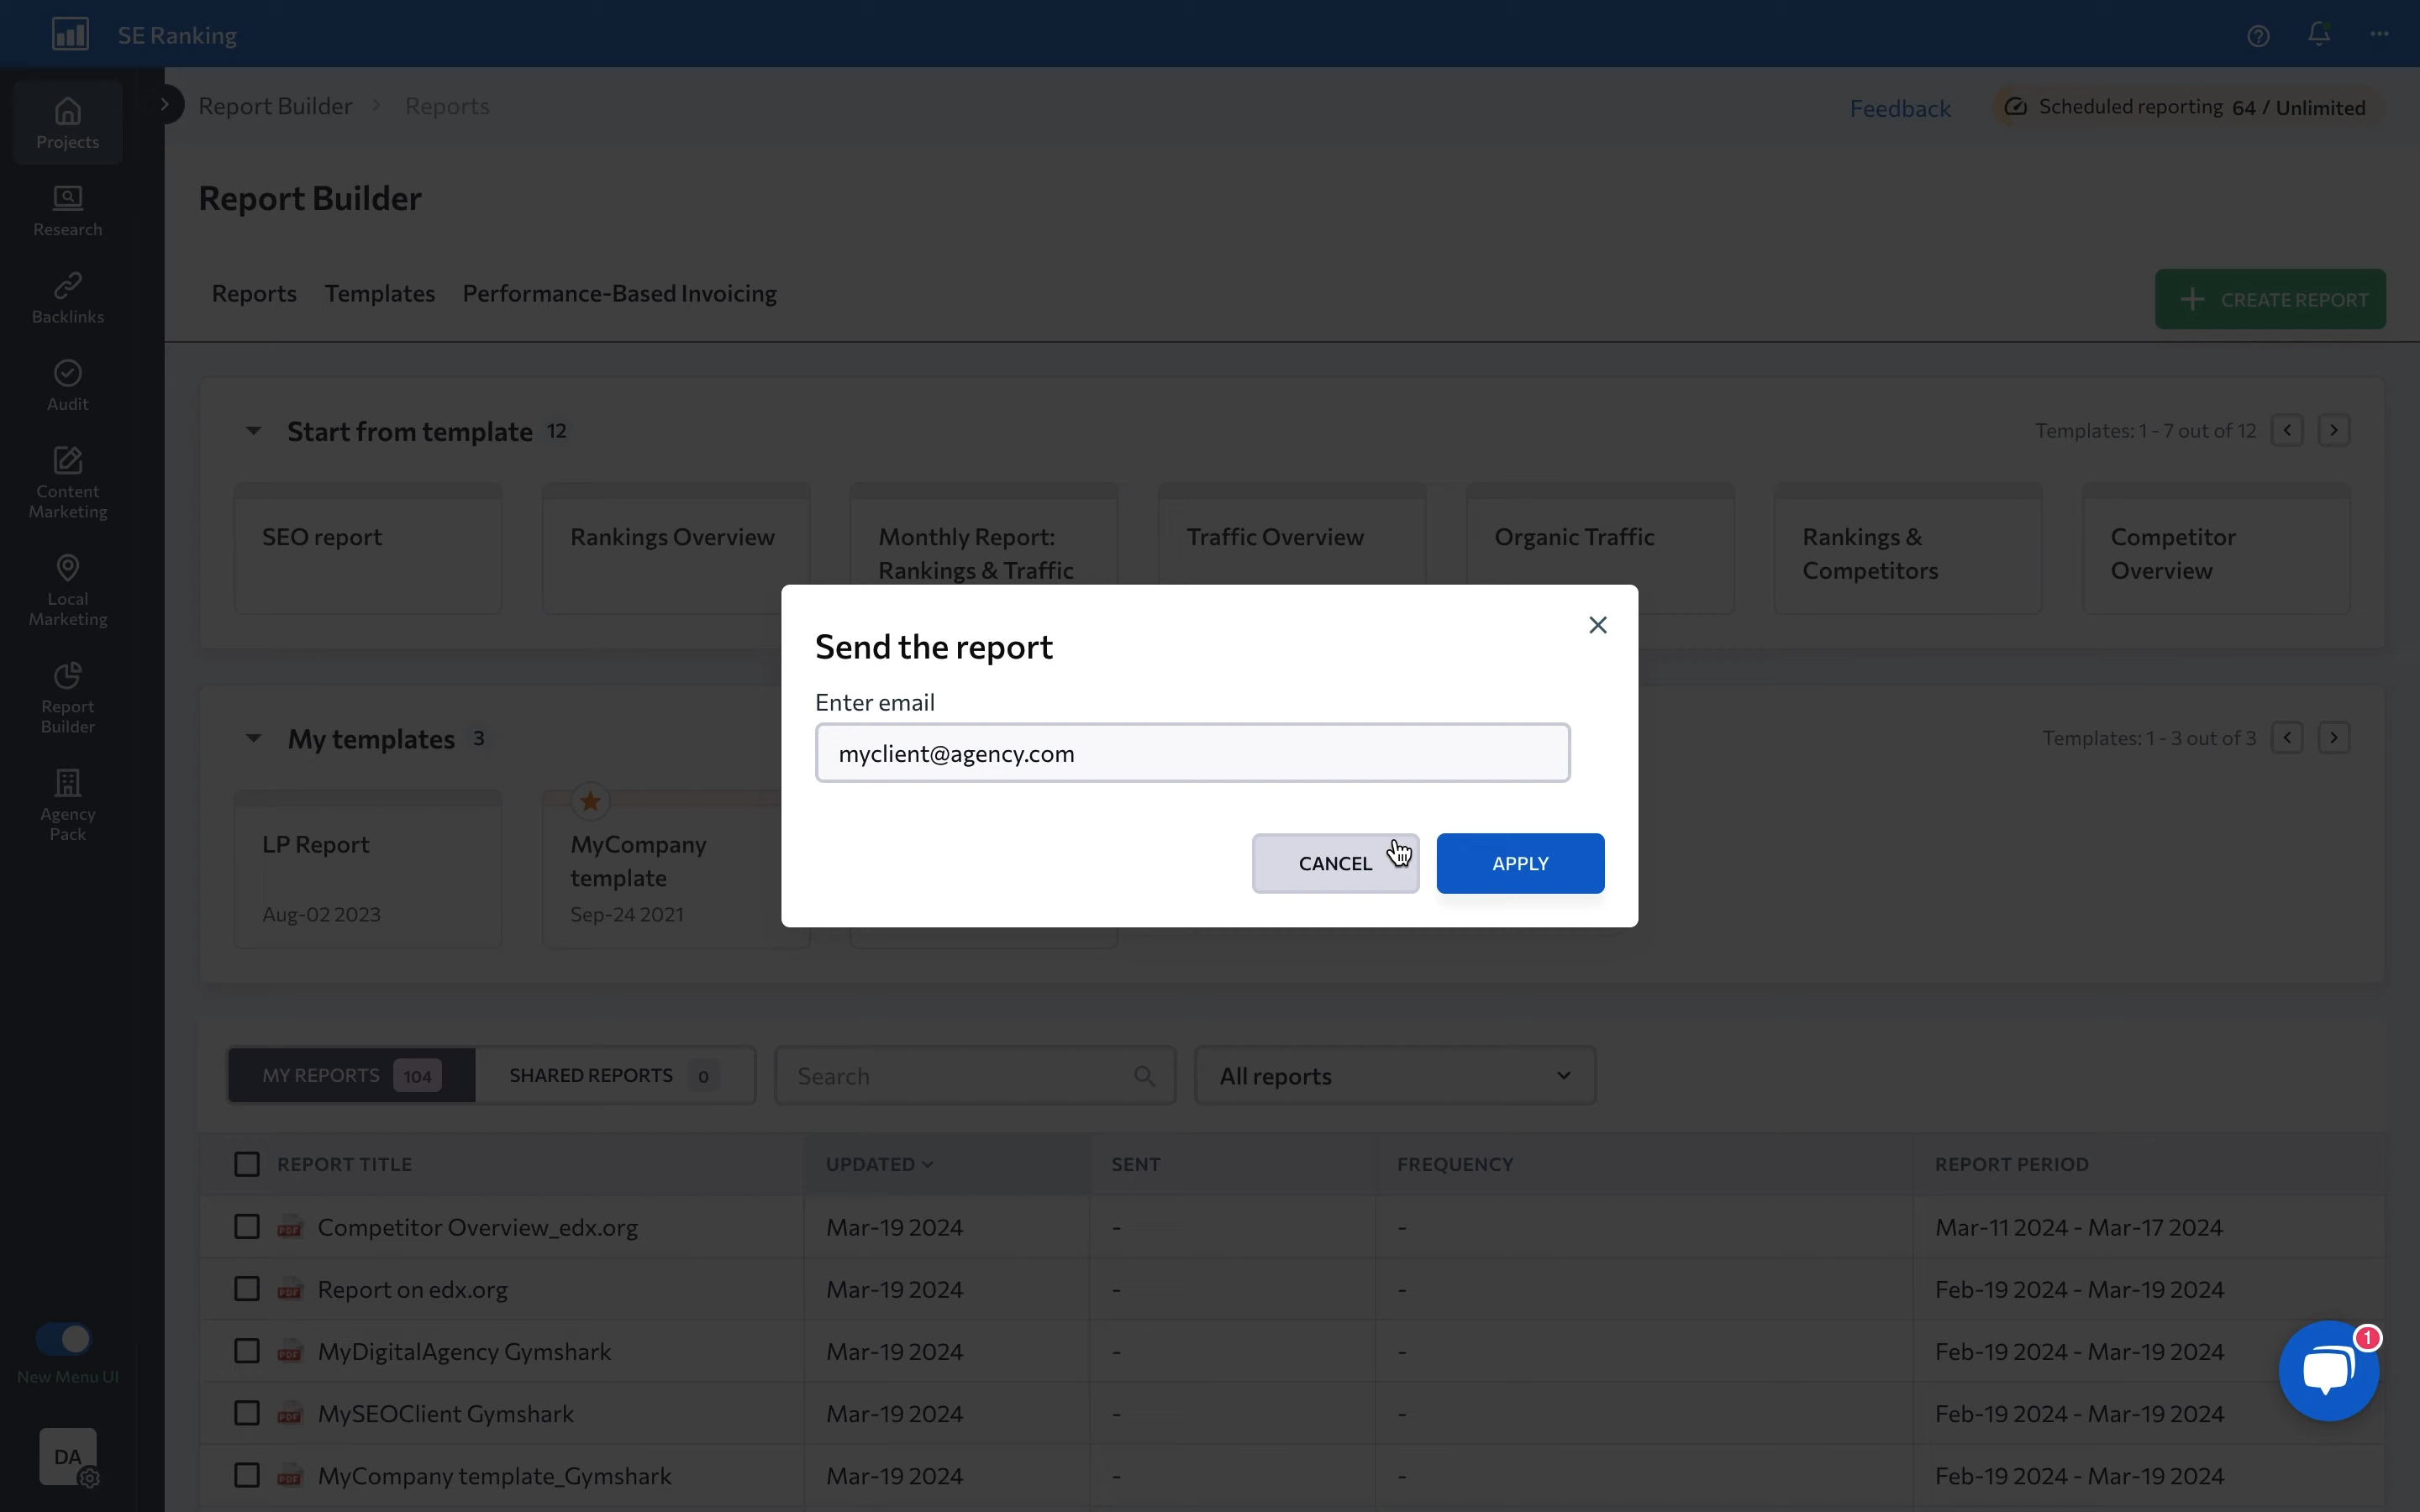 SE Ranking
Projects
Research
Backlinks
Audit
Content
Marketing
Local
Marketing
Report
Builder
Agency
Pack
New Menu UI
DA
Report Builder > Reports
Feedback
Scheduled reporting 64 / Unlimited
Report Builder
Reports Templates Performance-Based Invoicing
+ CREATE REPORT
Start from template 12
Templates: 1 - 7 out of 12
SEO report
Rankings Overview
Monthly Report:
Rankings & Traffic
Traffic Overview
Organic Traffic
Rankings &
Competitors
Competitor
Overview
Send the report
Enter email
myclient@agency.com
CANCEL
APPLY
My templates 3
Templates: 1 - 3 out of 3
LP Report
Aug-02 2023
MyCompany
template
Sep-24 2021
MY REPORTS 104
SHARED REPORTS 0
Search
All reports
REPORT TITLE UPDATED SENT FREQUENCY REPORT PERIOD
PDF Competitor Overview_edx.org Mar-19 2024 - - Mar-11 2024 - Mar-17 2024
PDF Report on edx.org Mar-19 2024 - - Feb-19 2024 - Mar-19 2024
PDF MyDigitalAgency Gymshark Mar-19 2024 - - Feb-19 2024 - Mar-19 2024
PDF MySEOClient Gymshark Mar-19 2024 - - Feb-19 2024 - Mar-19 2024
PDF MyCompany template_Gymshark Mar-19 2024 - - Feb-19 2024 - Mar-19 2024
1